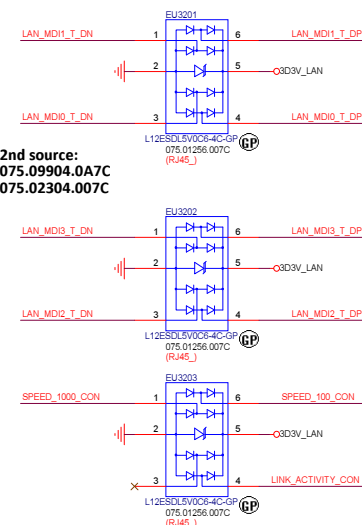 EU3201
LAN_MDI1_T_DN 1 6 LAN_MDI1_T_DP
2 5 3D3V_LAN
LAN_MDI0_T_DN 3 4 LAN_MDI0_T_DP
L12ESDL5V0C6-4C-GP GP
075.01256.007C
(RJ45_)
2nd source:
075.09904.0A7C
075.02304.007C
EU3202
LAN_MDI3_T_DN 1 6 LAN_MDI3_T_DP
2 5 3D3V_LAN
LAN_MDI2_T_DN 3 4 LAN_MDI2_T_DP
L12ESDL5V0C6-4C-GP GP
075.01256.007C
(RJ45_)
EU3203
SPEED_1000_CON 1 6 SPEED_100_CON
2 5 3D3V_LAN
3 4 LINK_ACTIVITY_CON
L12ESDL5V0C6-4C-GP GP
075.01256.007C
(RJ45_)